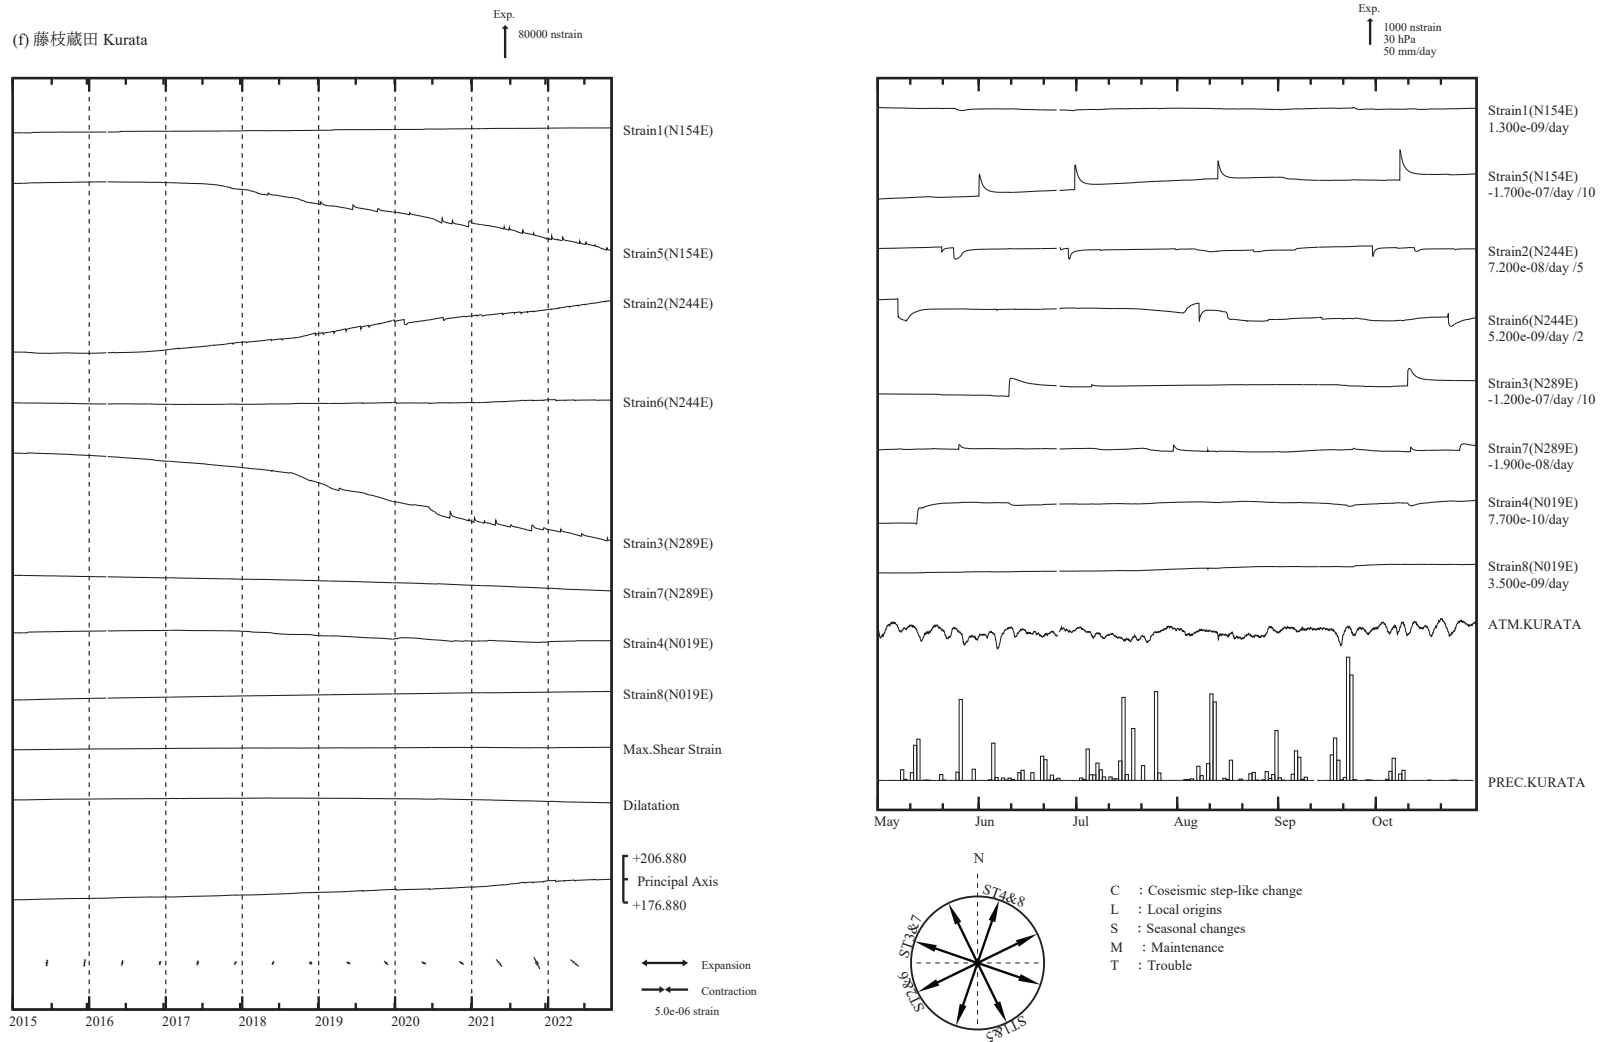 (f) 藤枝蔵田 Kurata
Exp.
80000 nstrain
Strain1(N154E)
Strain5(N154E)
Strain2(N244E)
Strain6(N244E)
Strain3(N289E)
Strain7(N289E)
Strain4(N019E)
Strain8(N019E)
Max.Shear Strain
Dilatation
+206.880
Principal Axis
+176.880
Expansion
Contraction
5.0e-06 strain
2015 2016 2017 2018 2019 2020 2021 2022
Exp.
1000 nstrain
30 hPa
50 mm/day
Strain1(N154E)
1.300e-09/day
Strain5(N154E)
-1.700e-07/day /10
Strain2(N244E)
7.200e-08/day /5
Strain6(N244E)
5.200e-09/day /2
Strain3(N289E)
-1.200e-07/day /10
Strain7(N289E)
-1.900e-08/day
Strain4(N019E)
7.700e-10/day
Strain8(N019E)
3.500e-09/day
ATM.KURATA
PREC.KURATA
May Jun Jul Aug Sep Oct
N
ST4&8
ST3&7
ST2&6
ST1&5
C : Coseismic step-like change
L : Local origins
S : Seasonal changes
M : Maintenance
T : Trouble